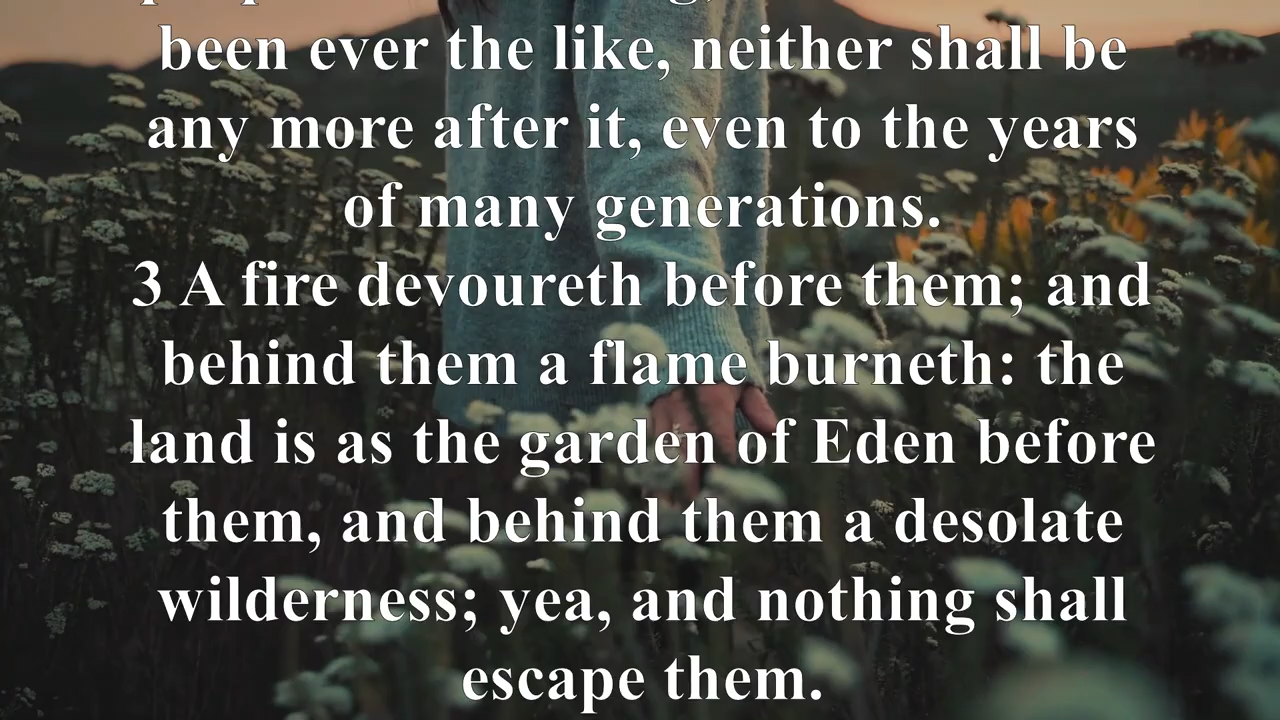 been ever the like, neither shall be
any more after it, even to the years
of many generations.
3 A fire devoureth before them; and
behind them a flame burneth: the
land is as the garden of Eden before
them, and behind them a desolate
wilderness; yea, and nothing shall
escape them.